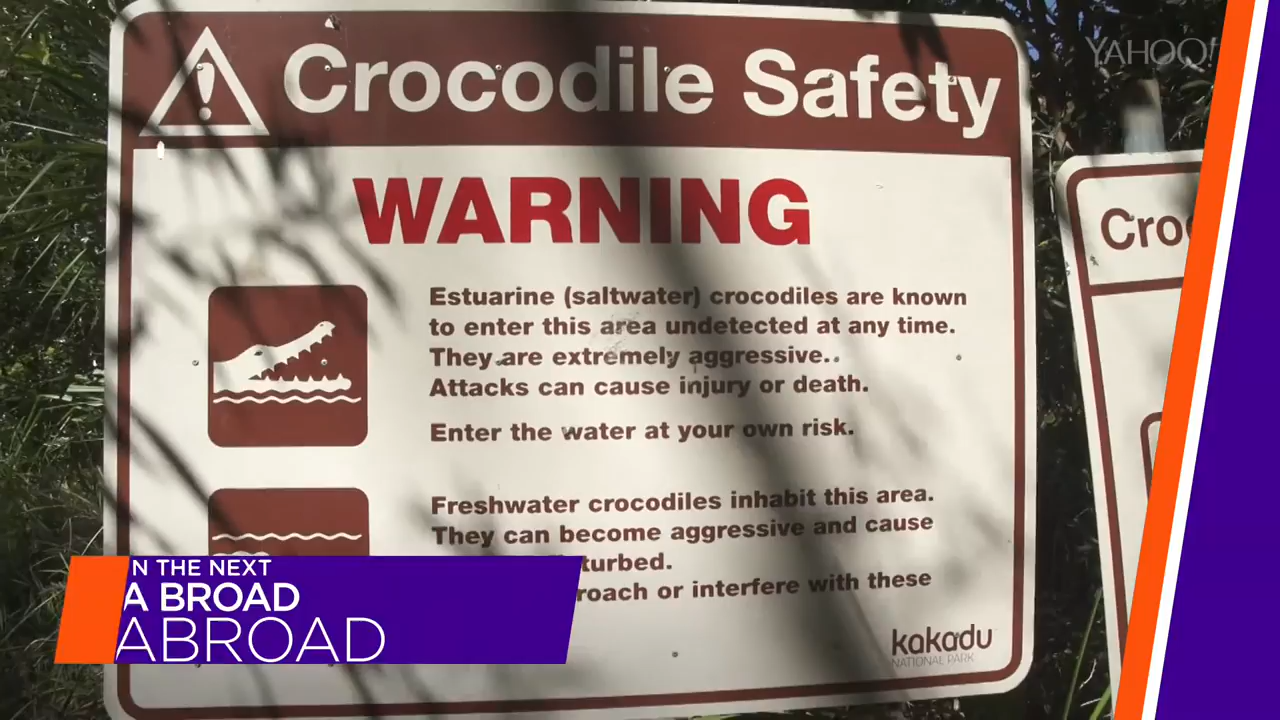 YAHOO!
Crocodile Safety
WARNING
Estuarine (saltwater) crocodiles are known
to enter this area undetected at any time.
They are extremely aggressive.
Attacks can cause injury or death.
Enter the water at your own risk.
Freshwater crocodiles inhabit this area.
They can become aggressive and cause
turbed.
roach or interfere with these
kakadu
NATIONAL PARK
Cro
N THE NEXT
A BROAD
ABROAD